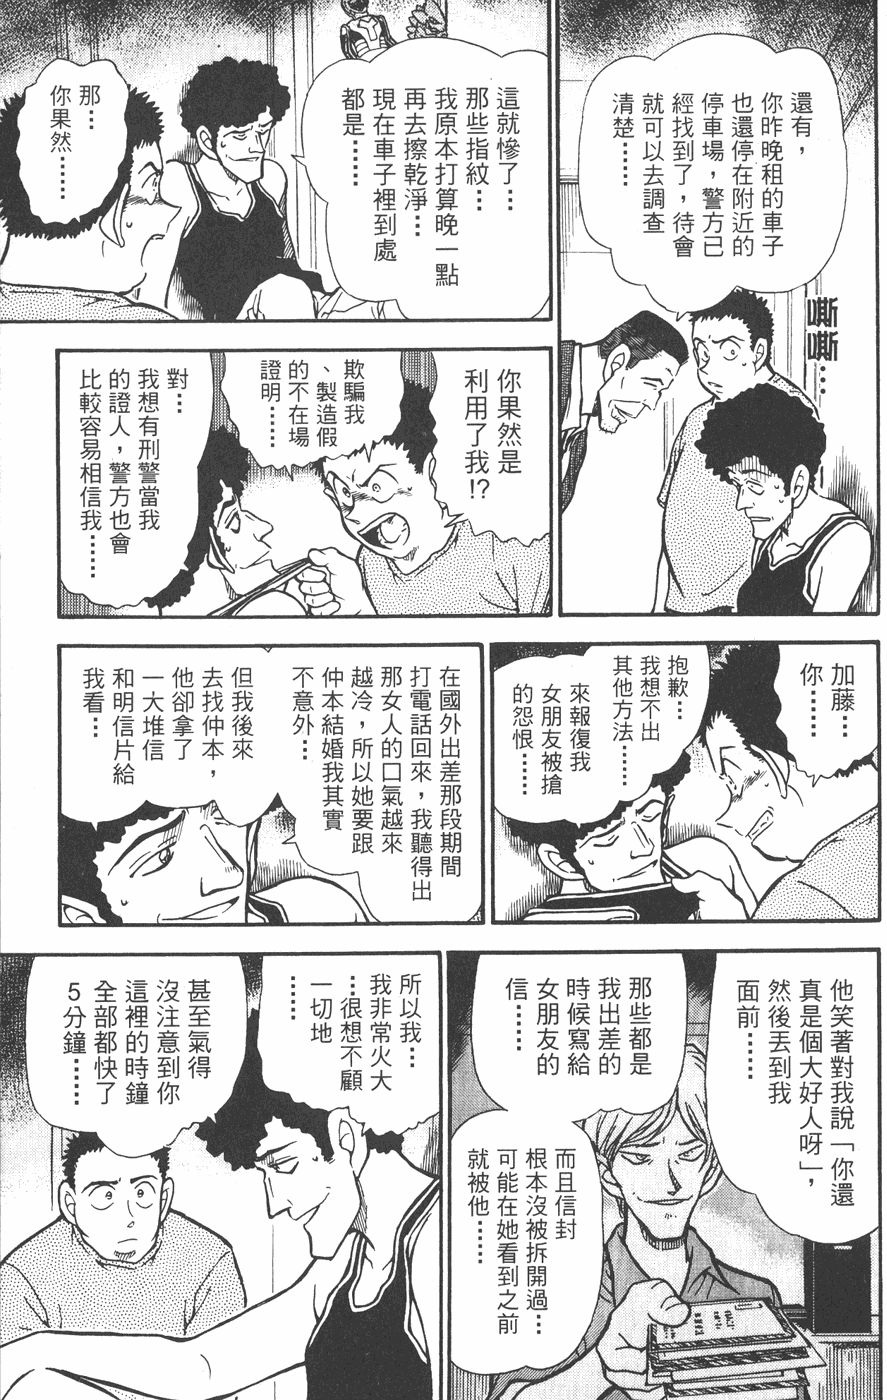 還有，
你昨晚租的車子
也還停在附近的
停車場，警方已
經找到了，待會
就可以去調查
清楚……
嘶嘶…
這就慘了…
那些指紋…
我原本打算晚一點
再去擦乾淨…
現在車子裡到處
都是……
那…
你果然……
你果然是
利用了我!?
欺騙我
、製造假
的不在場
證明……
對…
我想有刑警當我
的證人，警方也會
比較容易相信我……
加藤…
你…
抱歉…
我想不出
其他方法……
來報復我
女朋友被搶
的怨恨……
在國外出差那段期間
打電話回來，我聽得出
那女人的口氣越來
越冷，所以她要跟
仲本結婚我其實
不意外…
但我後來
去找仲本，
他卻拿了
一大堆信
和明信片給
我看…
他笑著對我說「你還
真是個大好人呀」，
然後丟到我
面前……
那些都是
我出差的
時候寫給
女朋友的
信……
而且信封
根本沒被拆開過…
可能在她看到之前
就被他……
所以我…
我非常火大
…很想不顧
一切地
…
甚至氣得
沒注意到你
這裡的時鐘
全部都快了
5分鐘……